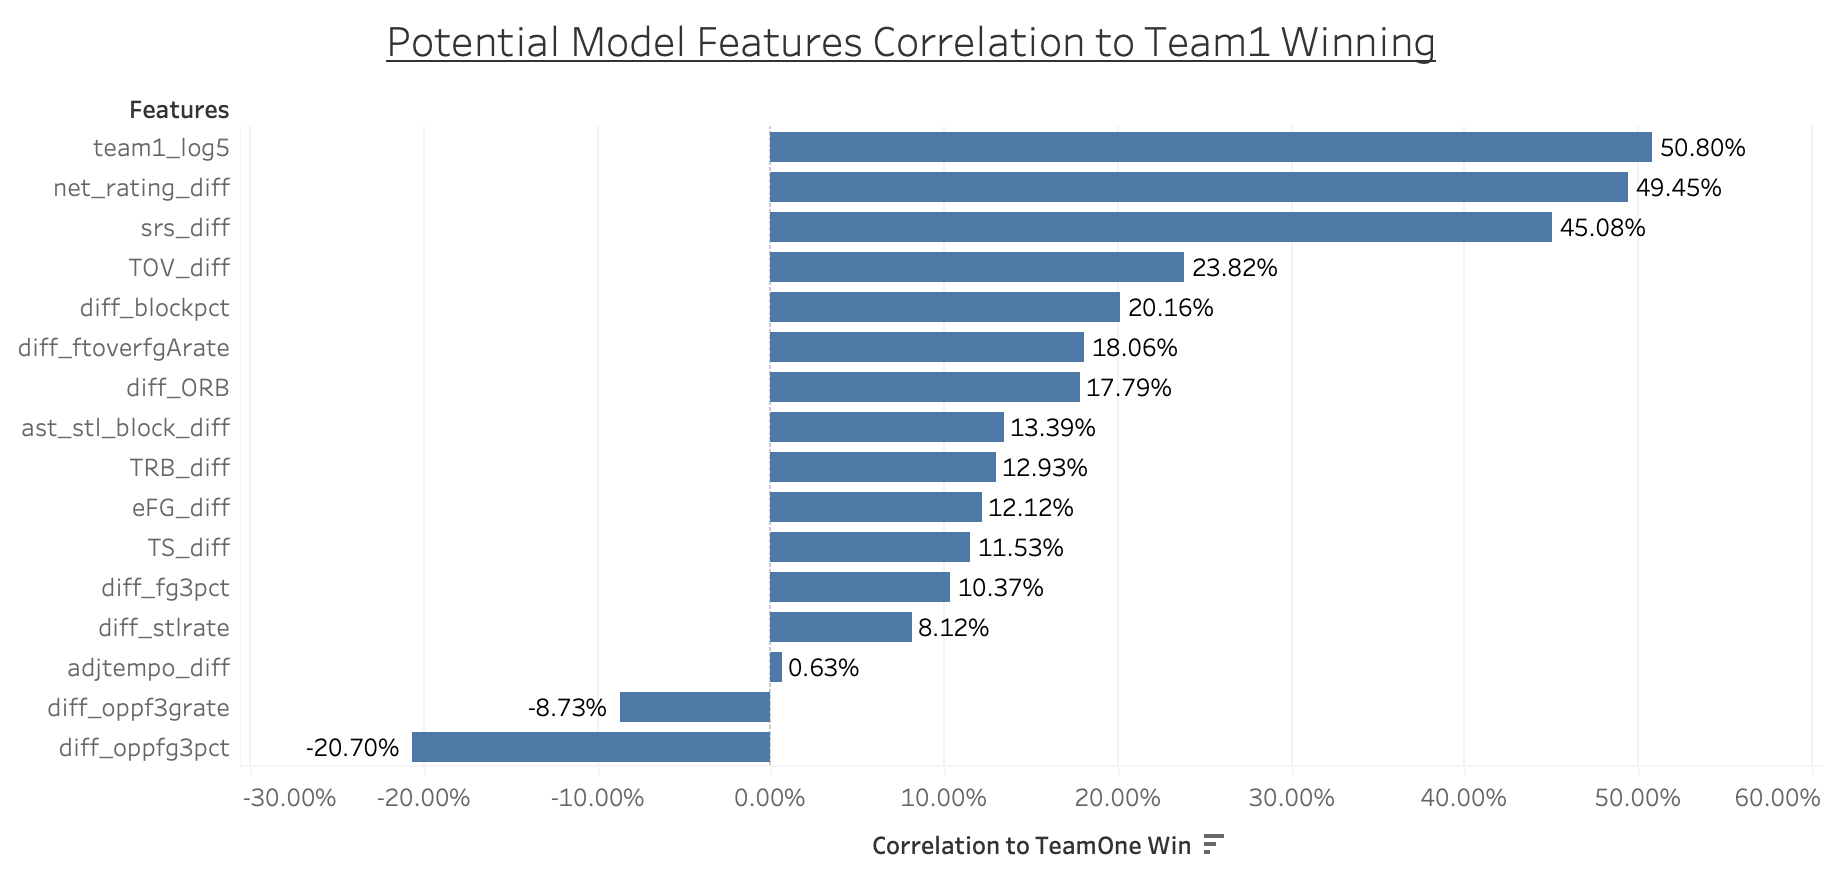 Potential Model Features Correlation to Team1 Winning
Features
team1_log5 50.80%
net_rating_diff 49.45%
srs_diff 45.08%
TOV_diff 23.82%
diff_blockpct 20.16%
diff_ftoverfgArate 18.06%
diff_ORB 17.79%
ast_stl_block_diff 13.39%
TRB_diff 12.93%
eFG_diff 12.12%
TS_diff 11.53%
diff_fg3pct 10.37%
diff_stlrate 8.12%
adjtempo_diff 0.63%
diff_oppf3grate -8.73%
diff_oppfg3pct -20.70%
-30.00% -20.00% -10.00% 0.00% 10.00% 20.00% 30.00% 40.00% 50.00% 60.00%
Correlation to TeamOne Win